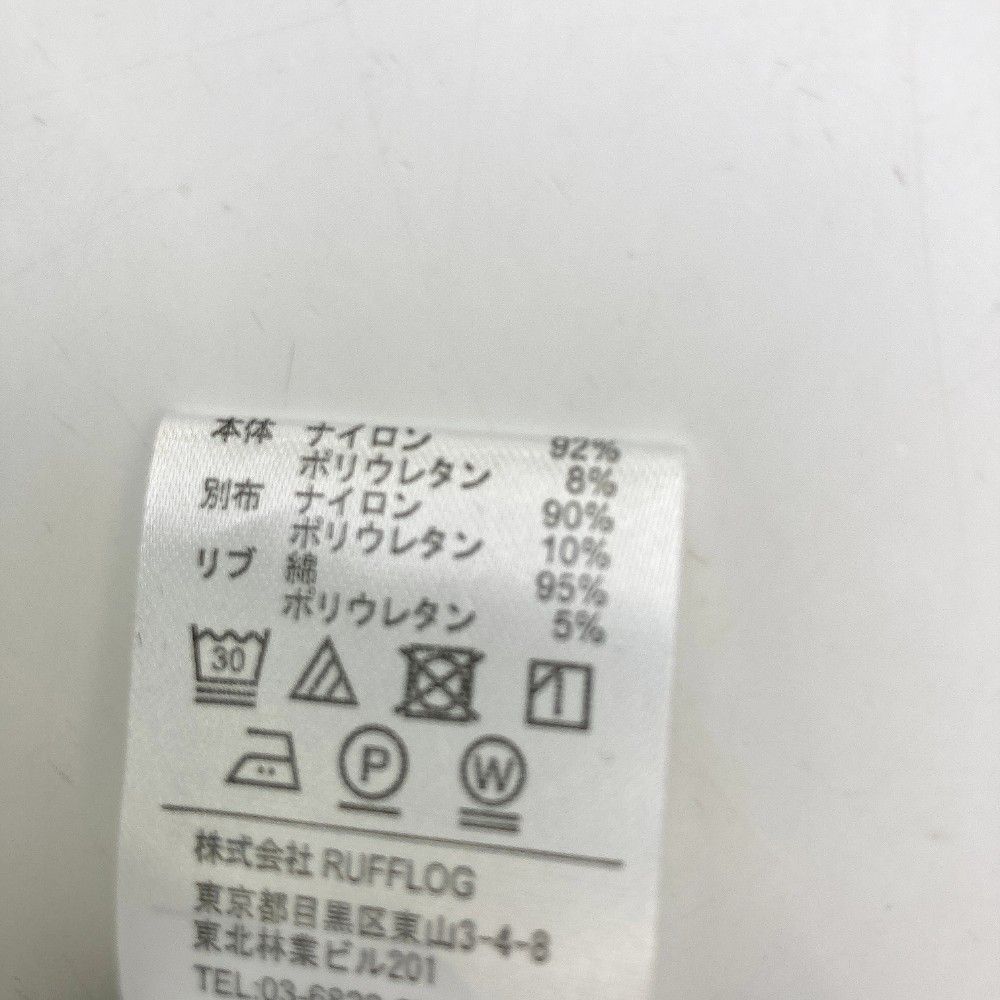 本体 ナイロン 92%
ポリウレタン 8%
別布 ナイロン 90%
ポリウレタン 10%
リブ 綿 95%
ポリウレタン 5%
30
P W
株式会社 RUFFLOG
東京都目黒区東山3-4-8
東北林業ビル201
TEL:03-6820